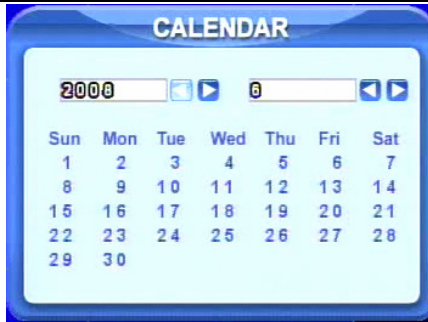 CALENDAR
2008 6
Sun Mon Tue Wed Thu Fri Sat
1 2 3 4 5 6 7
8 9 10 11 12 13 14
15 16 17 18 19 20 21
22 23 24 25 26 27 28
29 30